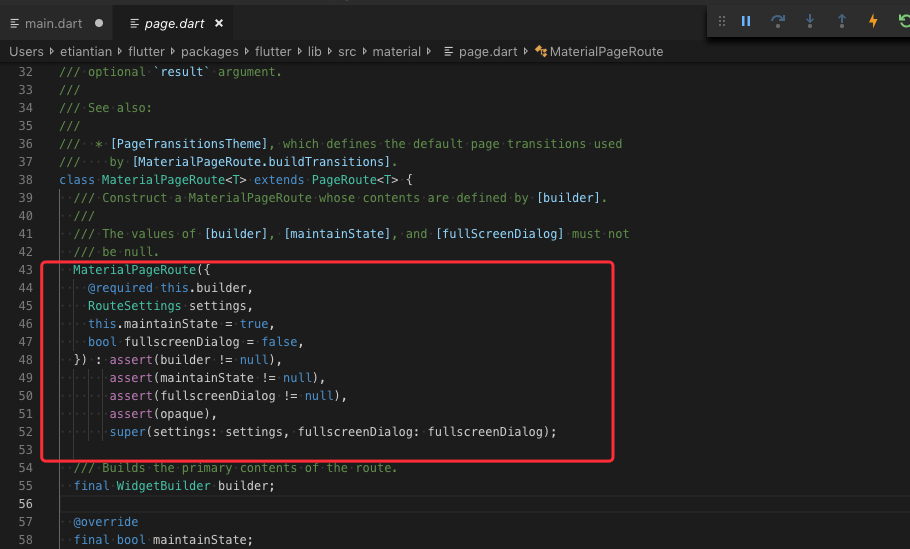 main.dart
page.dart
Users etiantian flutter packages flutter lib src material page.dart MaterialPageRoute
32 /// optional `result` argument.
33 ///
34 /// See also:
35 ///
36 ///  * [PageTransitionsTheme], which defines the default page transitions used
37 ///    by [MaterialPageRoute.buildTransitions].
38 class MaterialPageRoute<T> extends PageRoute<T> {
39   /// Construct a MaterialPageRoute whose contents are defined by [builder].
40   ///
41   /// The values of [builder], [maintainState], and [fullScreenDialog] must not
42   /// be null.
43   MaterialPageRoute({
44     @required this.builder,
45     RouteSettings settings,
46     this.maintainState = true,
47     bool fullscreenDialog = false,
48   }) : assert(builder != null),
49        assert(maintainState != null),
50        assert(fullscreenDialog != null),
51        assert(opaque),
52        super(settings: settings, fullscreenDialog: fullscreenDialog);
53
54   /// Builds the primary contents of the route.
55   final WidgetBuilder builder;
56
57   @override
58   final bool maintainState;